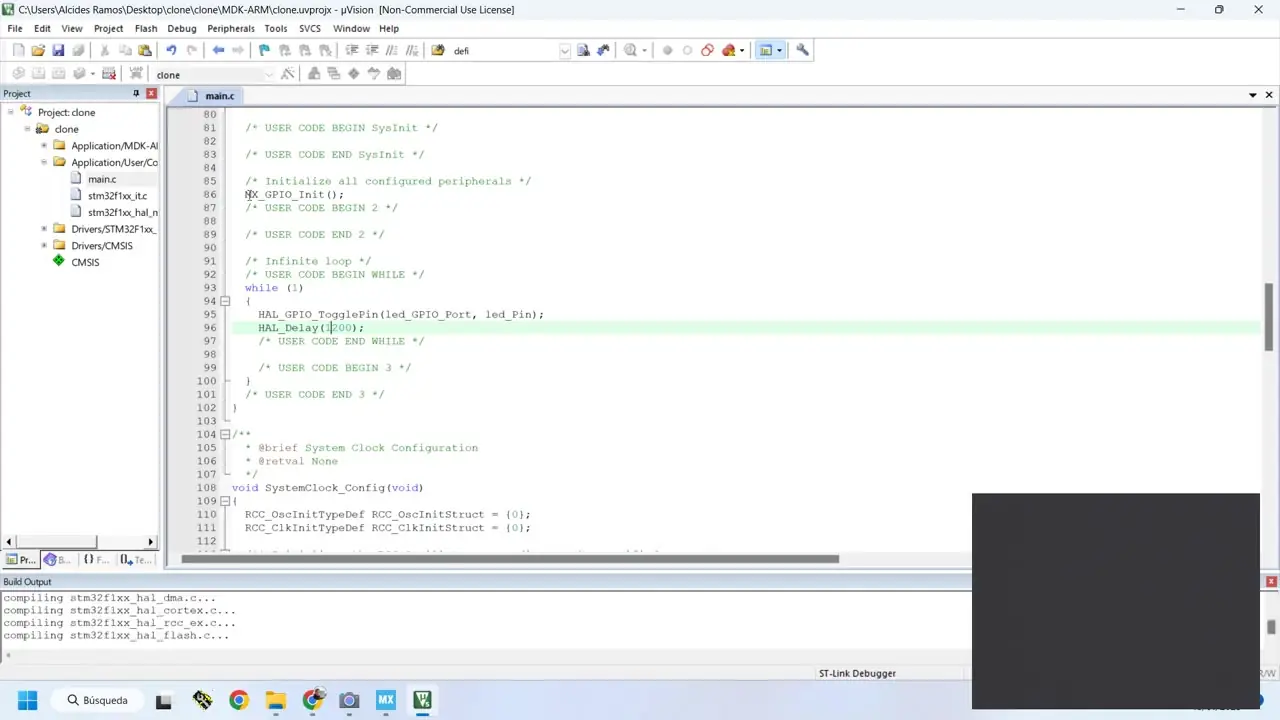 C:\Users\Alcides Ramos\Desktop\clone\clone\MDK-ARM\clone.uvprojx - µVision  [Non-Commercial Use License]
File Edit View Project Flash Debug Peripherals Tools SVCS Window Help
defi
clone
Project
main.c
Project: clone
clone
Application/MDK-A
Application/User/Co
main.c
stm32f1xx_it.c
stm32f1xx_hal_m
Drivers/STM32F1xx_
Drivers/CMSIS
CMSIS
80
81 /* USER CODE BEGIN SysInit */
82
83 /* USER CODE END SysInit */
84
85 /* Initialize all configured peripherals */
86 MX_GPIO_Init();
87 /* USER CODE BEGIN 2 */
88
89 /* USER CODE END 2 */
90
91 /* Infinite loop */
92 /* USER CODE BEGIN WHILE */
93 while (1)
94 {
95 HAL_GPIO_TogglePin(led_GPIO_Port, led_Pin);
96 HAL_Delay(1200);
97 /* USER CODE END WHILE */
98
99 /* USER CODE BEGIN 3 */
100 }
101 /* USER CODE END 3 */
102 }
103
104 /**
105 * @brief System Clock Configuration
106 * @retval None
107 */
108 void SystemClock_Config(void)
109 {
110 RCC_OscInitTypeDef RCC_OscInitStruct = {0};
111 RCC_ClkInitTypeDef RCC_ClkInitStruct = {0};
112
Pr... B... {} F... Te...
Build Output
compiling stm32f1xx_hal_dma.c...
compiling stm32f1xx_hal_cortex.c...
compiling stm32f1xx_hal_rcc_ex.c...
compiling stm32f1xx_hal_flash.c...
ST-Link Debugger
R/W
Búsqueda
MX